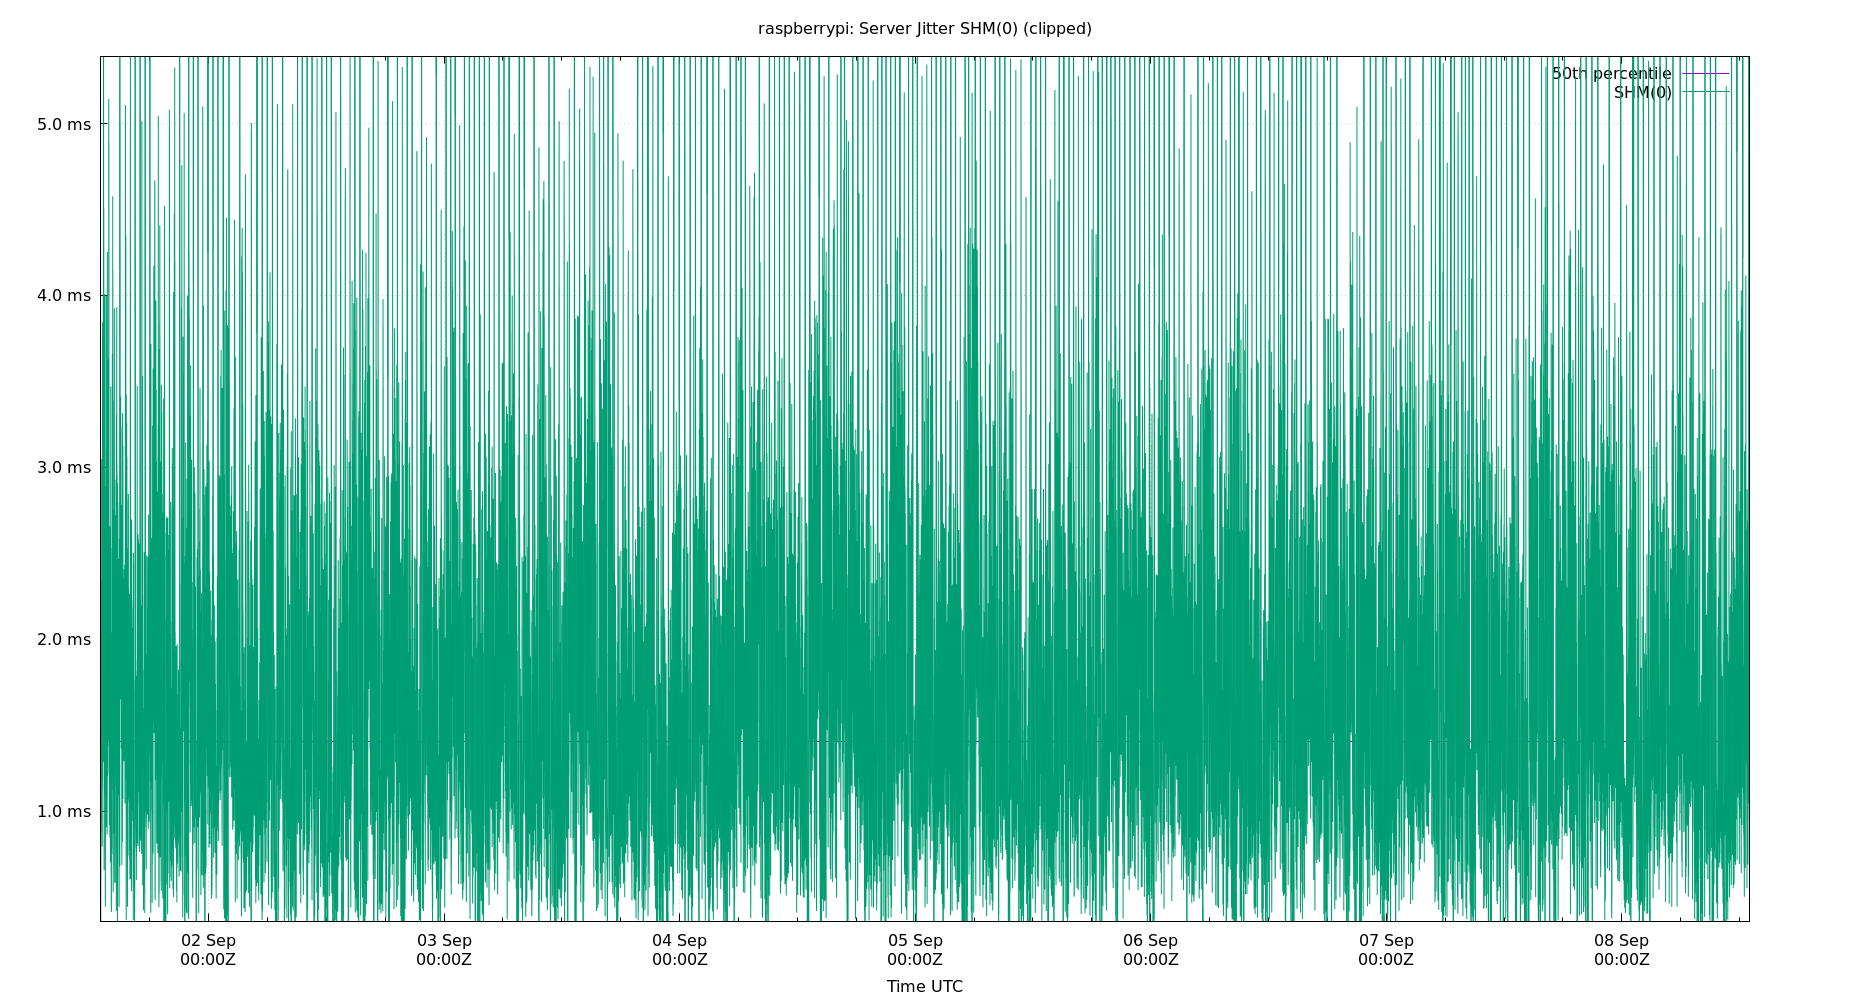 raspberrypi: Server Jitter SHM(0) (clipped)
50th percentile
SHM(0)
5.0 ms
4.0 ms
3.0 ms
2.0 ms
1.0 ms
02 Sep 03 Sep 04 Sep 05 Sep 06 Sep 07 Sep 08 Sep
00:00Z 00:00Z 00:00Z 00:00Z 00:00Z 00:00Z 00:00Z
Time UTC